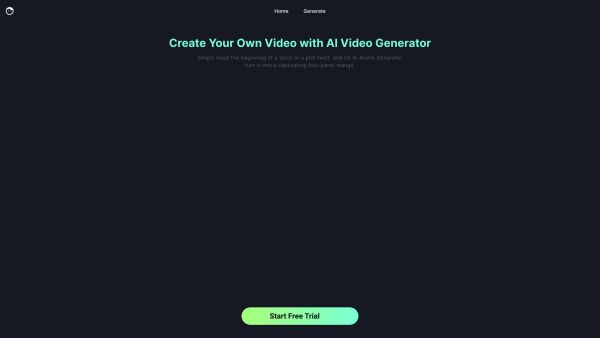 Home Generate
Create Your Own Video with AI Video Generator
Simply input the beginning of a story or a plot twist, and let AI Anime Generator
turn it into a captivating four-panel manga.
Start Free Trial